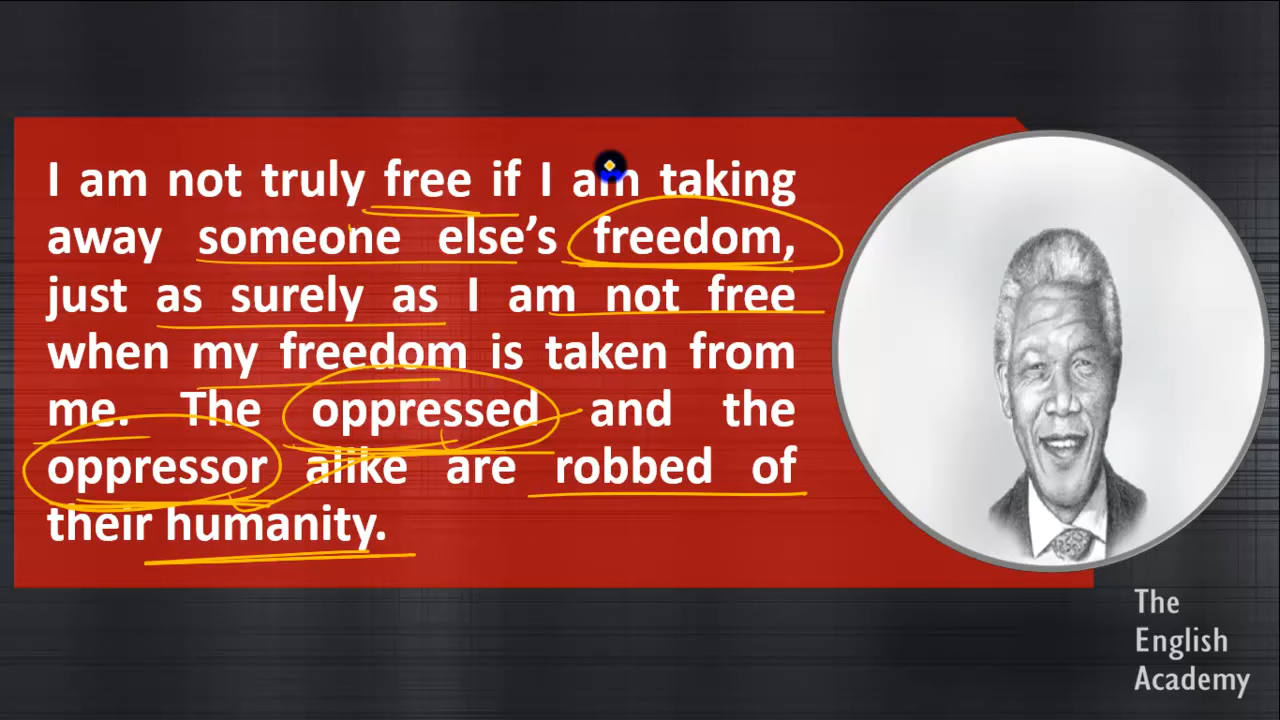 I am not truly free if I am taking
away someone else’s freedom,
just as surely as I am not free
when my freedom is taken from
me. The oppressed and the
oppressor alike are robbed of
their humanity.
The
English
Academy